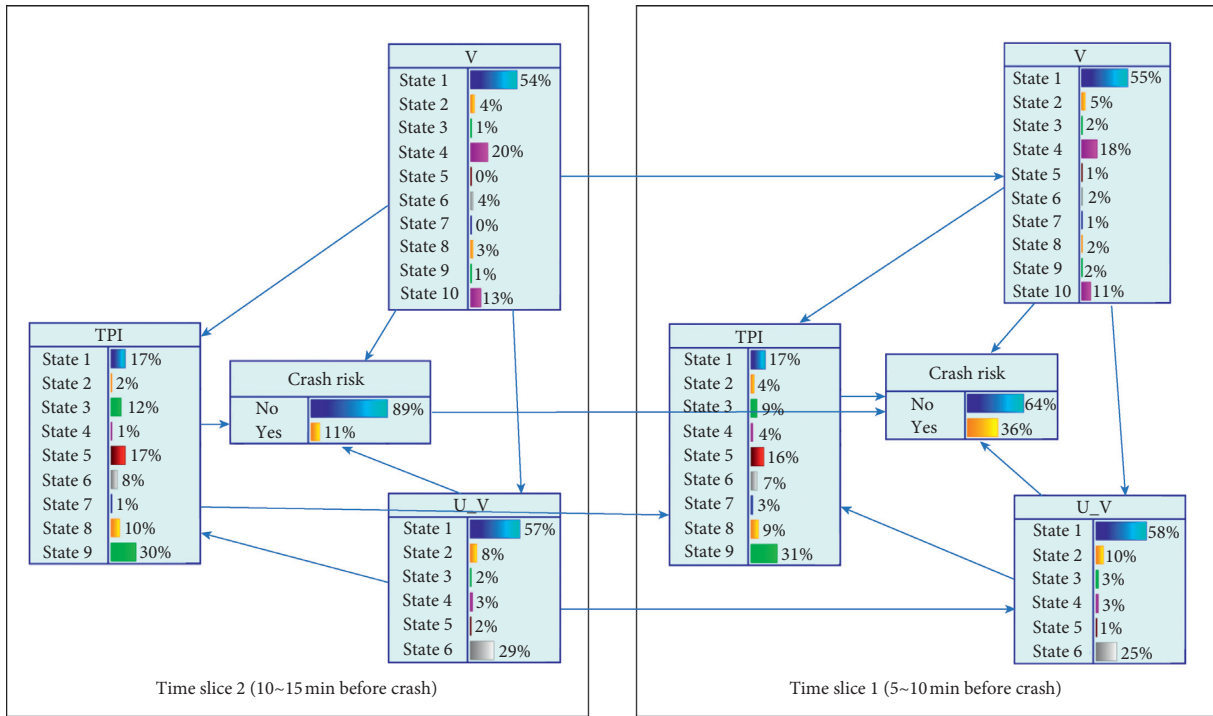 V
State 1 54%
State 2 4%
State 3 1%
State 4 20%
State 5 0%
State 6 4%
State 7 0%
State 8 3%
State 9 1%
State 10 13%
TPI
State 1 17%
State 2 2%
State 3 12%
State 4 1%
State 5 17%
State 6 8%
State 7 1%
State 8 10%
State 9 30%
Crash risk
No 89%
Yes 11%
U_V
State 1 57%
State 2 8%
State 3 2%
State 4 3%
State 5 2%
State 6 29%
Time slice 2 (10~15 min before crash)
V
State 1 55%
State 2 5%
State 3 2%
State 4 18%
State 5 1%
State 6 2%
State 7 1%
State 8 2%
State 9 2%
State 10 11%
TPI
State 1 17%
State 2 4%
State 3 9%
State 4 4%
State 5 16%
State 6 7%
State 7 3%
State 8 9%
State 9 31%
Crash risk
No 64%
Yes 36%
U_V
State 1 58%
State 2 10%
State 3 3%
State 4 3%
State 5 1%
State 6 25%
Time slice 1 (5~10 min before crash)